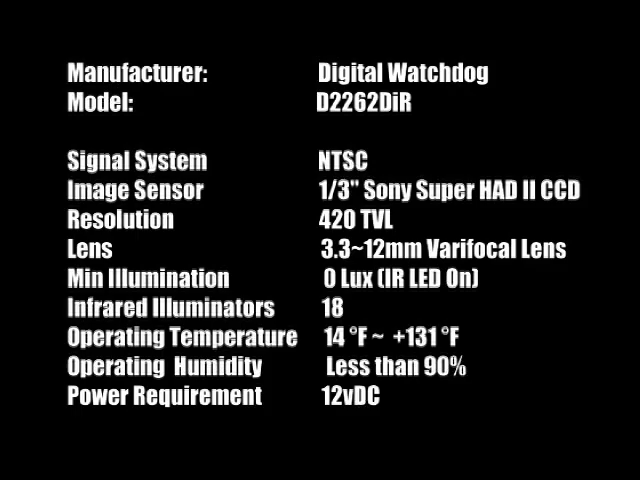 Manufacturer: Digital Watchdog
Model: D2262DiR
Signal System NTSC
Image Sensor 1/3" Sony Super HAD II CCD
Resolution 420 TVL
Lens 3.3~12mm Varifocal Lens
Min Illumination 0 Lux (IR LED On)
Infrared Illuminators 18
Operating Temperature 14 °F ~ +131 °F
Operating Humidity Less than 90%
Power Requirement 12vDC